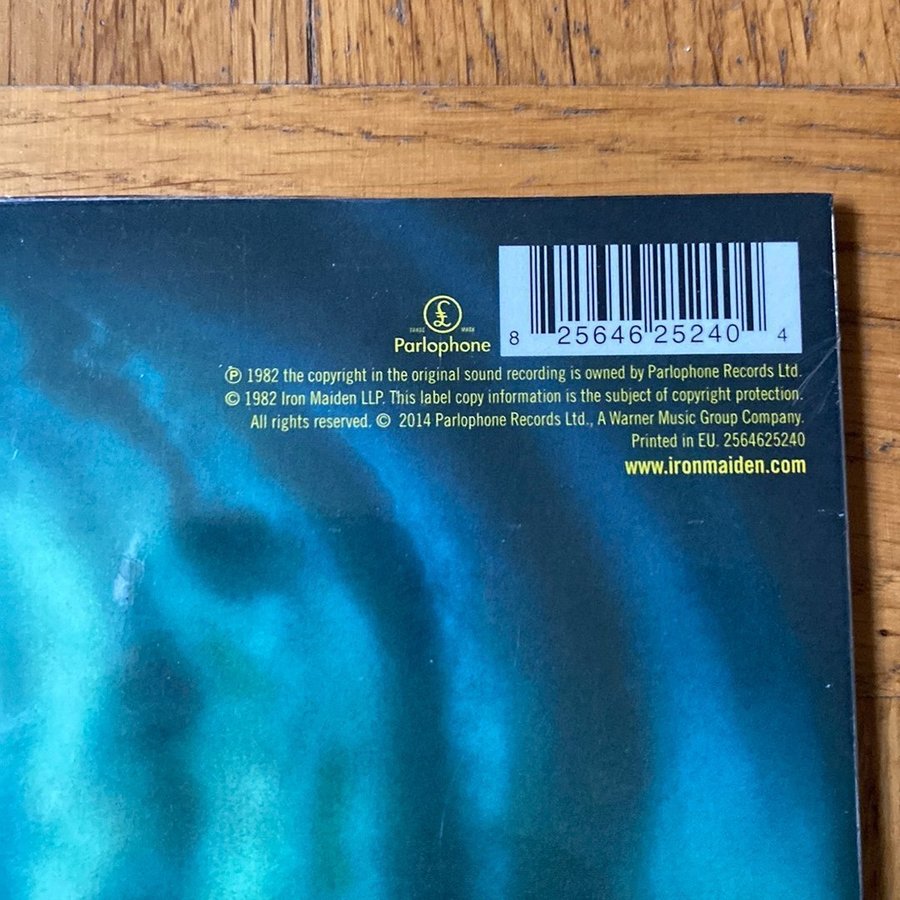 8 25646 25240 4
Parlophone
℗ 1982 the copyright in the original sound recording is owned by Parlophone Records Ltd.
© 1982 Iron Maiden LLP. This label copy information is the subject of copyright protection.
All rights reserved. © 2014 Parlophone Records Ltd., A Warner Music Group Company.
Printed in EU. 2564625240
www.ironmaiden.com